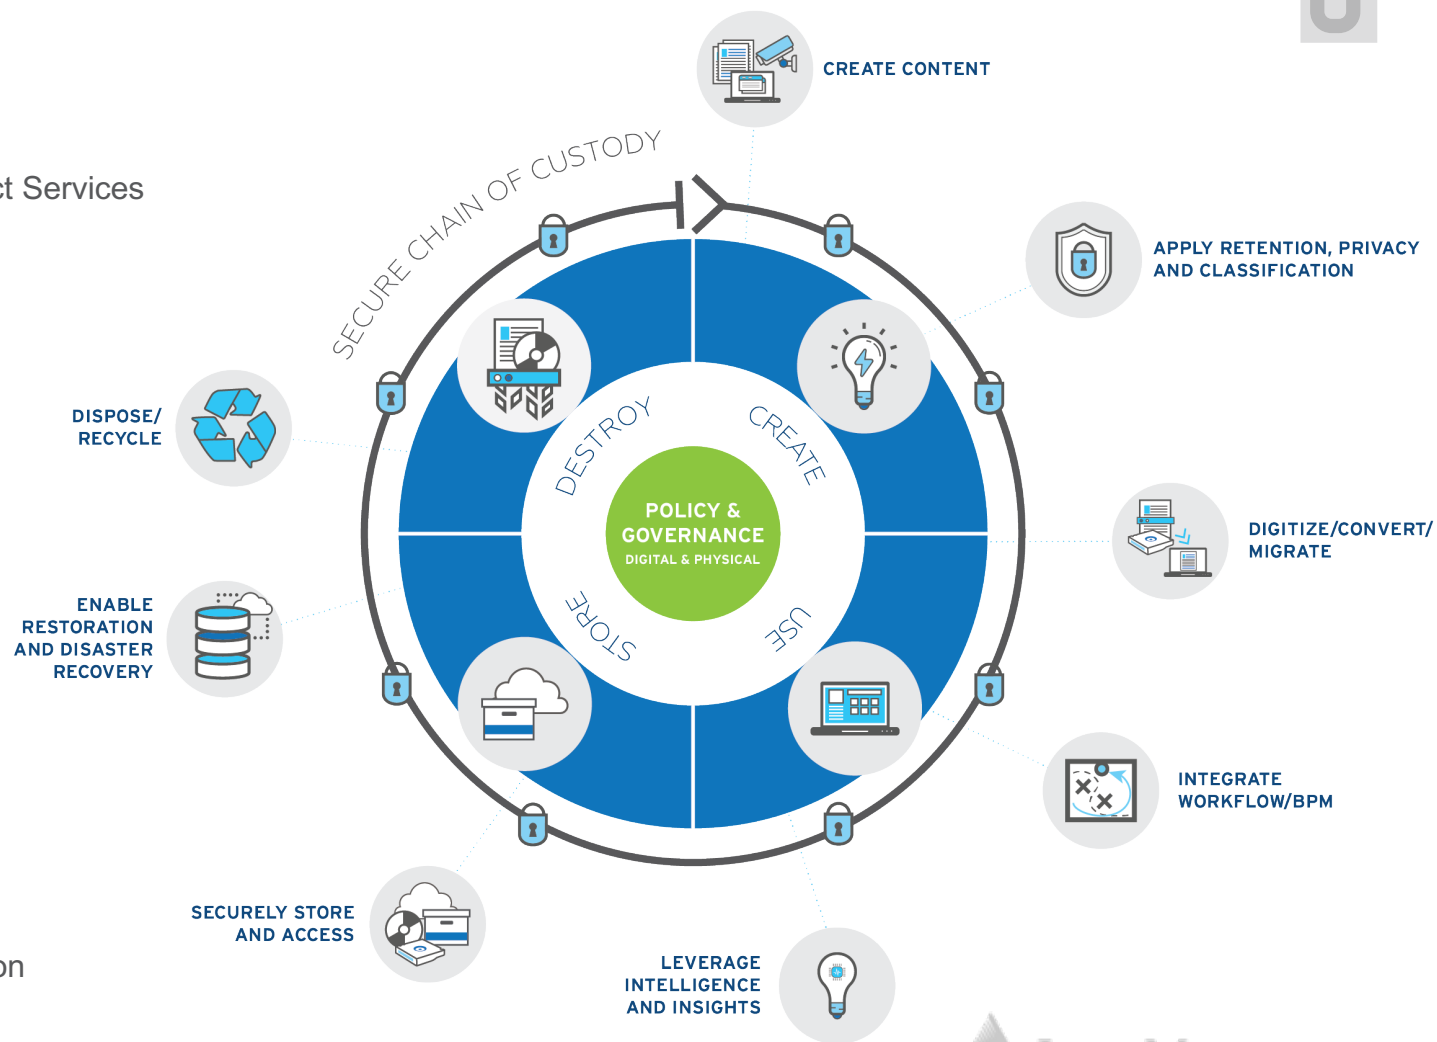 CREATE CONTENT
ct Services
SECURE CHAIN OF CUSTODY
APPLY RETENTION, PRIVACY
AND CLASSIFICATION
DISPOSE/
RECYCLE
DESTROY
CREATE
POLICY &
GOVERNANCE
DIGITAL & PHYSICAL
DIGITIZE/CONVERT/
MIGRATE
ENABLE
RESTORATION
AND DISASTER
RECOVERY
STORE
USE
INTEGRATE
WORKFLOW/BPM
SECURELY STORE
AND ACCESS
on
LEVERAGE
INTELLIGENCE
AND INSIGHTS